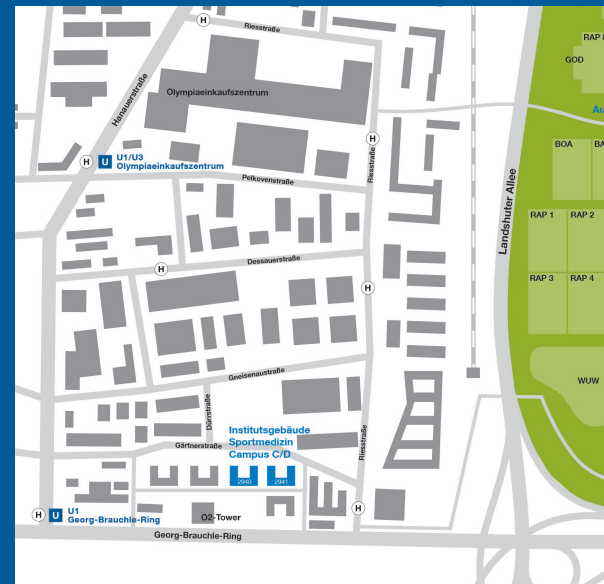 H
Riesstraße
RAP 8
GOD
Olympiaeinkaufszentrum
Hanauerstraße
Au
H
Riesstraße
BOA
BA
H
U
U1/U3
Olympiaeinkaufszentrum
Pelkovenstraße
Landshuter Allee
RAP 1
RAP 2
Dessauerstraße
H
RAP 3
RAP 4
H
Gneisenaustraße
WUW
Dürrstraße
Institutsgebäude
Sportmedizin
Campus C/D
Gärtnerstraße
Riesstraße
2940
2941
H
U
U1
Georg-Brauchle-Ring
O2-Tower
H
Georg-Brauchle-Ring